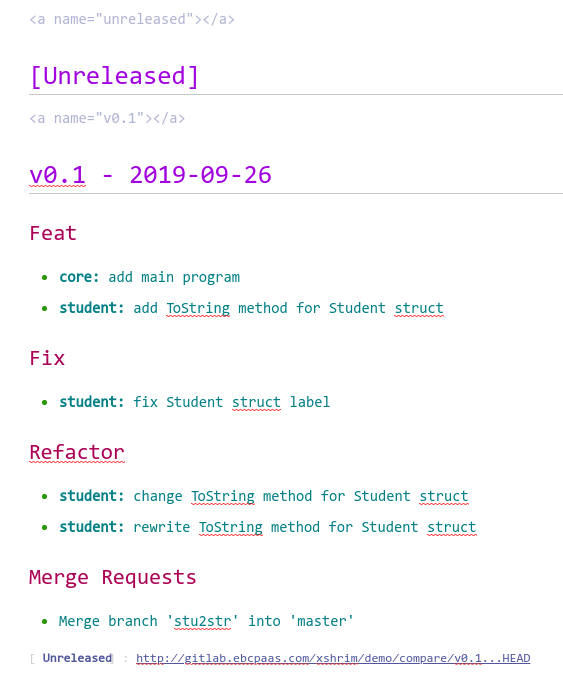 <a name="unreleased"></a>
[Unreleased]
<a name="v0.1"></a>
v0.1 - 2019-09-26
Feat
• core: add main program
• student: add ToString method for Student struct
Fix
• student: fix Student struct label
Refactor
• student: change ToString method for Student struct
• student: rewrite ToString method for Student struct
Merge Requests
• Merge branch 'stu2str' into 'master'
[ Unreleased] : http://gitlab.ebcpaas.com/xshrim/demo/compare/v0.1...HEAD